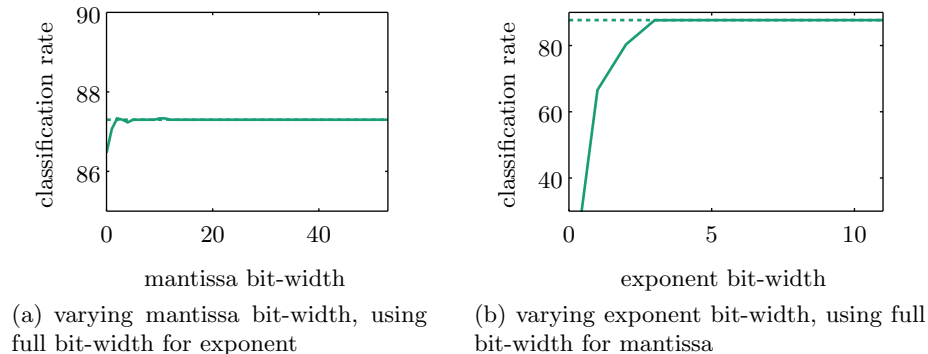 90
88
86
classification rate
0
20
40
mantissa bit-width
(a) varying mantissa bit-width, using
full bit-width for exponent
80
60
40
classification rate
0
5
10
exponent bit-width
(b) varying exponent bit-width, using full
bit-width for mantissa